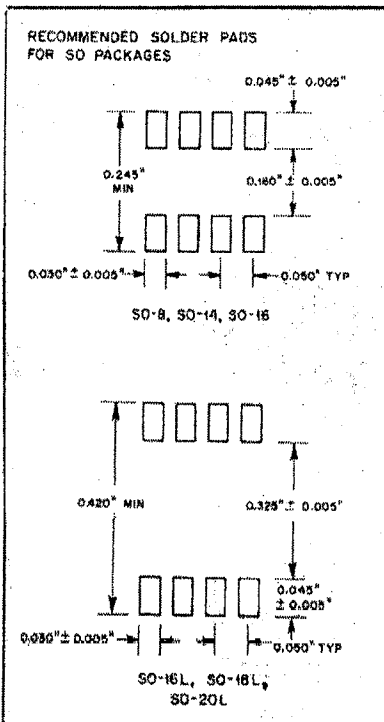 RECOMMENDED SOLDER PADS
FOR SO PACKAGES
0.045" ± 0.005"
0.245"
MIN
0.160" ± 0.005"
0.030" ± 0.005"
0.050" TYP
SO-8, SO-14, SO-16
0.420" MIN
0.325" ± 0.005"
0.045"
± 0.005"
0.030" ± 0.005"
0.050" TYP
SO-16L, SO-18L,
SO-20L